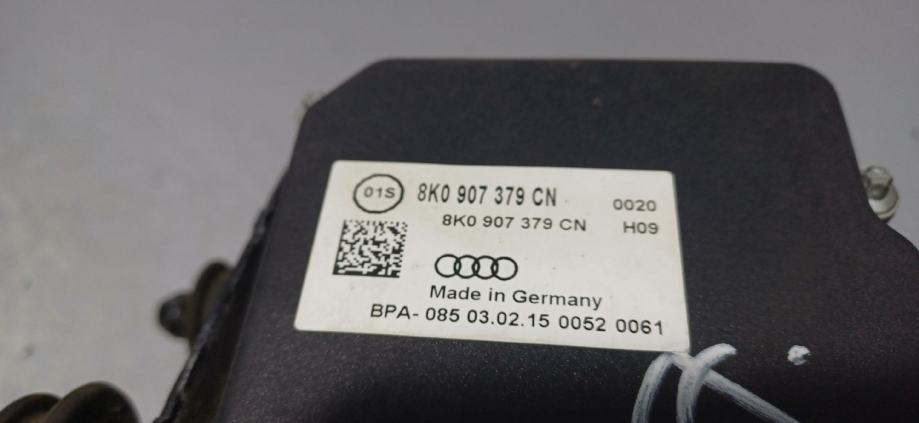 01S 8K0 907 379 CN 0020
8K0 907 379 CN H09
Made in Germany
BPA- 085 03.02.15 0052 0061